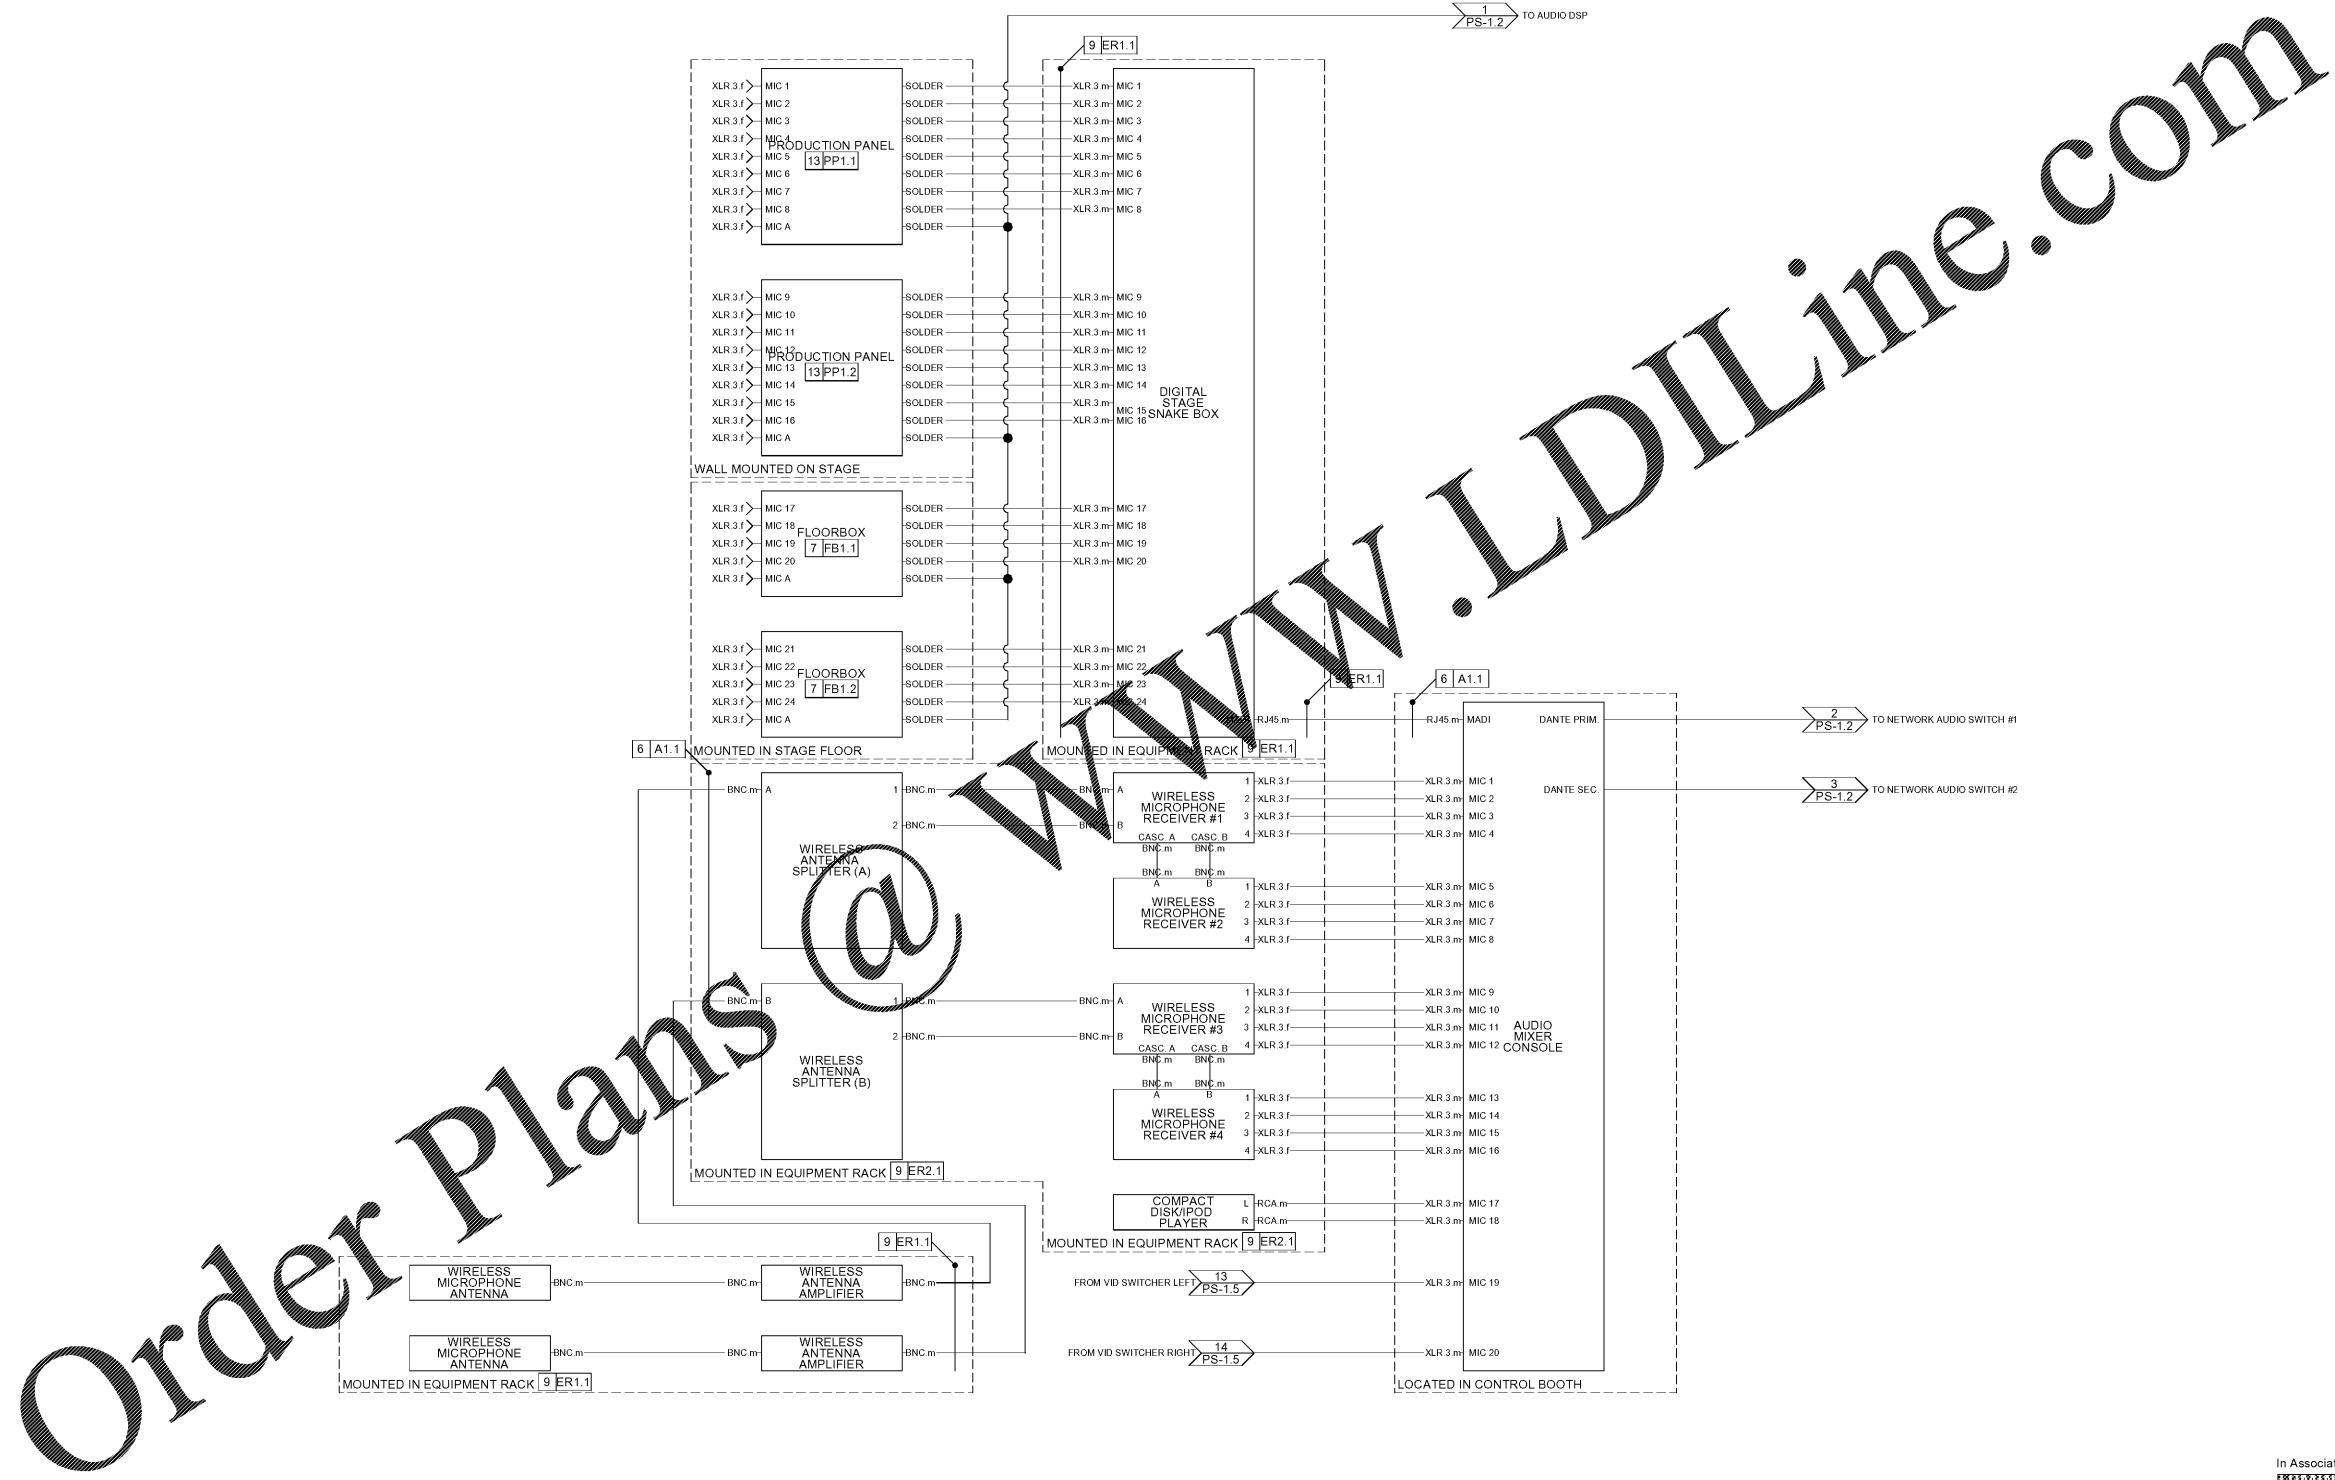 1
PS-1.2
TO AUDIO DSP
9 ER1.1
XLR.3.f MIC 1 SOLDER XLR.3.m MIC 1
XLR.3.f MIC 2 SOLDER XLR.3.m MIC 2
XLR.3.f MIC 3 SOLDER XLR.3.m MIC 3
XLR.3.f MIC 4 SOLDER XLR.3.m MIC 4
PRODUCTION PANEL
XLR.3.f MIC 5 SOLDER XLR.3.m MIC 5
13 PP1.1
XLR.3.f MIC 6 SOLDER XLR.3.m MIC 6
XLR.3.f MIC 7 SOLDER XLR.3.m MIC 7
XLR.3.f MIC 8 SOLDER XLR.3.m MIC 8
XLR.3.f MIC A SOLDER
XLR.3.f MIC 9 SOLDER XLR.3.m MIC 9
XLR.3.f MIC 10 SOLDER XLR.3.m MIC 10
XLR.3.f MIC 11 SOLDER XLR.3.m MIC 11
XLR.3.f MIC 12 SOLDER XLR.3.m MIC 12
PRODUCTION PANEL
XLR.3.f MIC 13 SOLDER XLR.3.m MIC 13
13 PP1.2
XLR.3.f MIC 14 SOLDER XLR.3.m MIC 14
XLR.3.f MIC 15 SOLDER XLR.3.m MIC 15
XLR.3.f MIC 16 SOLDER XLR.3.m MIC 16
XLR.3.f MIC A SOLDER
DIGITAL
STAGE
SNAKE BOX
WALL MOUNTED ON STAGE
XLR.3.f MIC 17 SOLDER XLR.3.m MIC 17
XLR.3.f MIC 18 SOLDER XLR.3.m MIC 18
FLOORBOX
XLR.3.f MIC 19 SOLDER XLR.3.m MIC 19
7 FB1.1
XLR.3.f MIC 20 SOLDER XLR.3.m MIC 20
XLR.3.f MIC A SOLDER
XLR.3.f MIC 21 SOLDER XLR.3.m MIC 21
XLR.3.f MIC 22 SOLDER XLR.3.m MIC 22
FLOORBOX
XLR.3.f MIC 23 SOLDER XLR.3.m MIC 23
7 FB1.2
XLR.3.f MIC 24 SOLDER XLR.3.m MIC 24
XLR.3.f MIC A SOLDER
MOUNTED IN STAGE FLOOR
9 ER1.1
6 A1.1
RJ45.m RJ45.m MADI DANTE PRIM.
2
PS-1.2
TO NETWORK AUDIO SWITCH #1
MOUNTED IN EQUIPMENT RACK 9 ER1.1
6 A1.1
BNC.m A 1 BNC.m BNC.m A
2 BNC.m BNC.m B
WIRELESS
ANTENNA
SPLITTER (A)
WIRELESS
MICROPHONE
RECEIVER #1
1 XLR.3.f XLR.3.m MIC 1
2 XLR.3.f XLR.3.m MIC 2
3 XLR.3.f XLR.3.m MIC 3
4 XLR.3.f XLR.3.m MIC 4
DANTE SEC.
3
PS-1.2
TO NETWORK AUDIO SWITCH #2
CASC. A CASC. B
BNC.m BNC.m
BNC.m BNC.m
A B
WIRELESS
MICROPHONE
RECEIVER #2
1 XLR.3.f XLR.3.m MIC 5
2 XLR.3.f XLR.3.m MIC 6
3 XLR.3.f XLR.3.m MIC 7
4 XLR.3.f XLR.3.m MIC 8
BNC.m B 1 BNC.m BNC.m A
2 BNC.m BNC.m B
WIRELESS
ANTENNA
SPLITTER (B)
WIRELESS
MICROPHONE
RECEIVER #3
1 XLR.3.f XLR.3.m MIC 9
2 XLR.3.f XLR.3.m MIC 10
3 XLR.3.f XLR.3.m MIC 11
4 XLR.3.f XLR.3.m MIC 12
AUDIO
MIXER
CONSOLE
CASC. A CASC. B
BNC.m BNC.m
BNC.m BNC.m
A B
WIRELESS
MICROPHONE
RECEIVER #4
1 XLR.3.f XLR.3.m MIC 13
2 XLR.3.f XLR.3.m MIC 14
3 XLR.3.f XLR.3.m MIC 15
4 XLR.3.f XLR.3.m MIC 16
MOUNTED IN EQUIPMENT RACK 9 ER2.1
COMPACT
DISK/IPOD
PLAYER
L RCA.m XLR.3.m MIC 17
R RCA.m XLR.3.m MIC 18
MOUNTED IN EQUIPMENT RACK 9 ER2.1
9 ER1.1
WIRELESS
MICROPHONE
ANTENNA
BNC.m BNC.m
WIRELESS
ANTENNA
AMPLIFIER
BNC.m
FROM VID SWITCHER LEFT
13
PS-1.5
XLR.3.m MIC 19
WIRELESS
MICROPHONE
ANTENNA
BNC.m BNC.m
WIRELESS
ANTENNA
AMPLIFIER
BNC.m
FROM VID SWITCHER RIGHT
14
PS-1.5
XLR.3.m MIC 20
MOUNTED IN EQUIPMENT RACK 9 ER1.1
LOCATED IN CONTROL BOOTH
Order Plans @ www.LDILine.com
In Associat